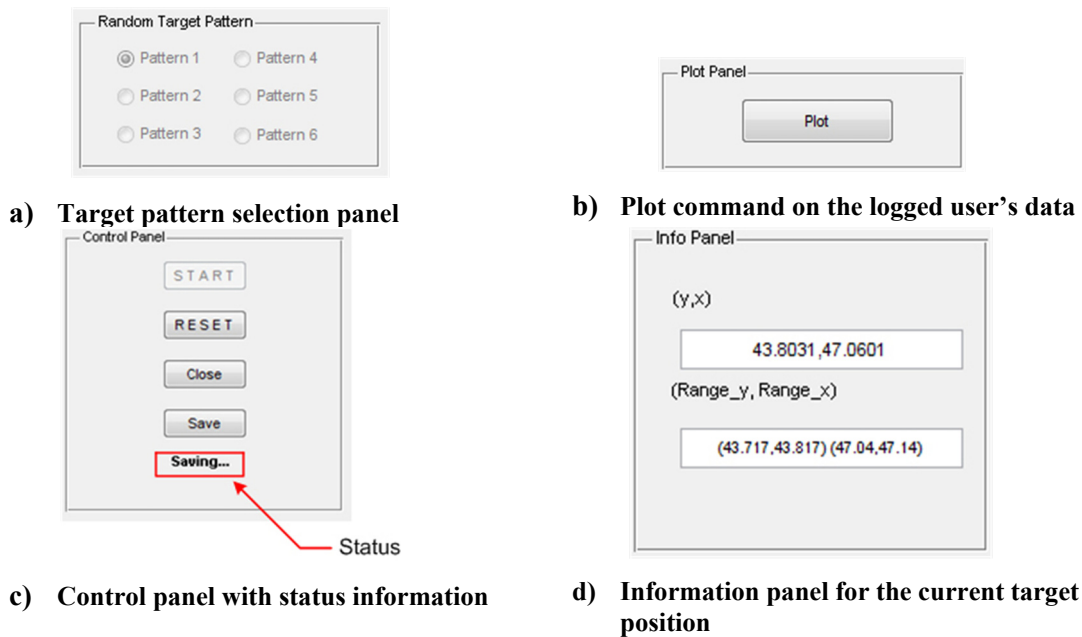 Random Target Pattern
Pattern 1
Pattern 4
Pattern 2
Pattern 5
Pattern 3
Pattern 6
a) Target pattern selection panel
Plot Panel
Plot
b) Plot command on the logged user’s data
Control Panel
START
RESET
Close
Save
Saving...
Status
c) Control panel with status information
Info Panel
(y,x)
43.8031,47.0601
(Range_y, Range_x)
(43.717,43.817) (47.04,47.14)
d) Information panel for the current target
position